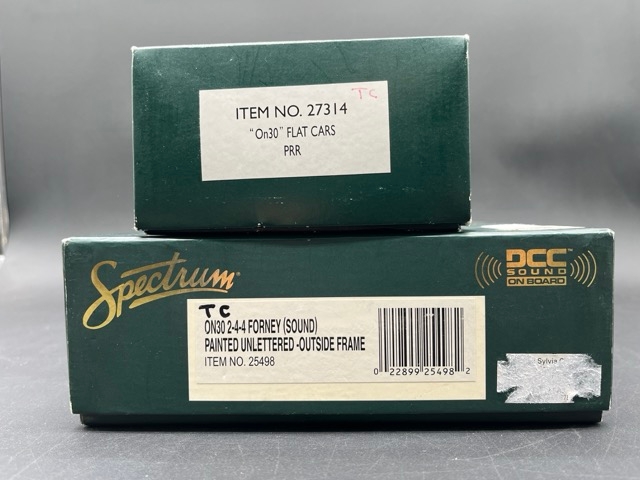 TC
ITEM NO. 27314
"On30" FLAT CARS
PRR
Spectrum
DCC
SOUND
ON BOARD
TC
ON30 2-4-4 FORNEY (SOUND)
PAINTED UNLETTERED -OUTSIDE FRAME
ITEM NO. 25498
0 22899 25498 2
Sylvia